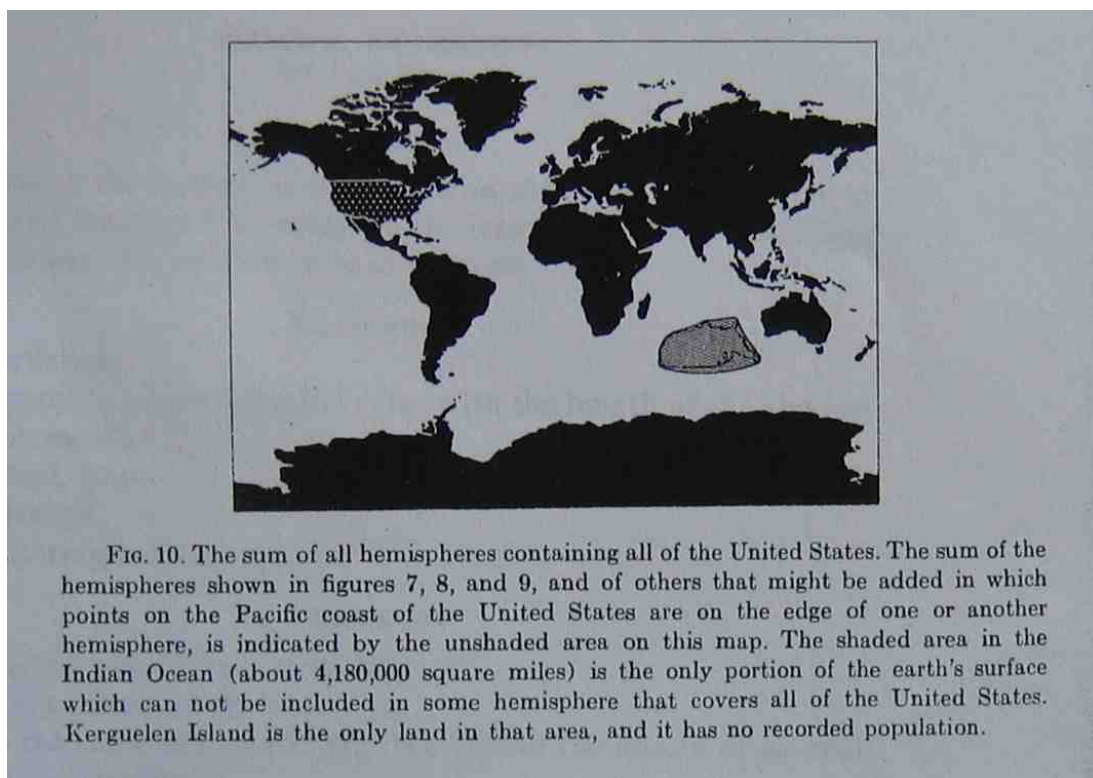 FIG. 10. The sum of all hemispheres containing all of the United States. The sum of the
hemispheres shown in figures 7, 8, and 9, and of others that might be added in which
points on the Pacific coast of the United States are on the edge of one or another
hemisphere, is indicated by the unshaded area on this map. The shaded area in the
Indian Ocean (about 4,180,000 square miles) is the only portion of the earth's surface
which can not be included in some hemisphere that covers all of the United States.
Kerguelen Island is the only land in that area, and it has no recorded population.